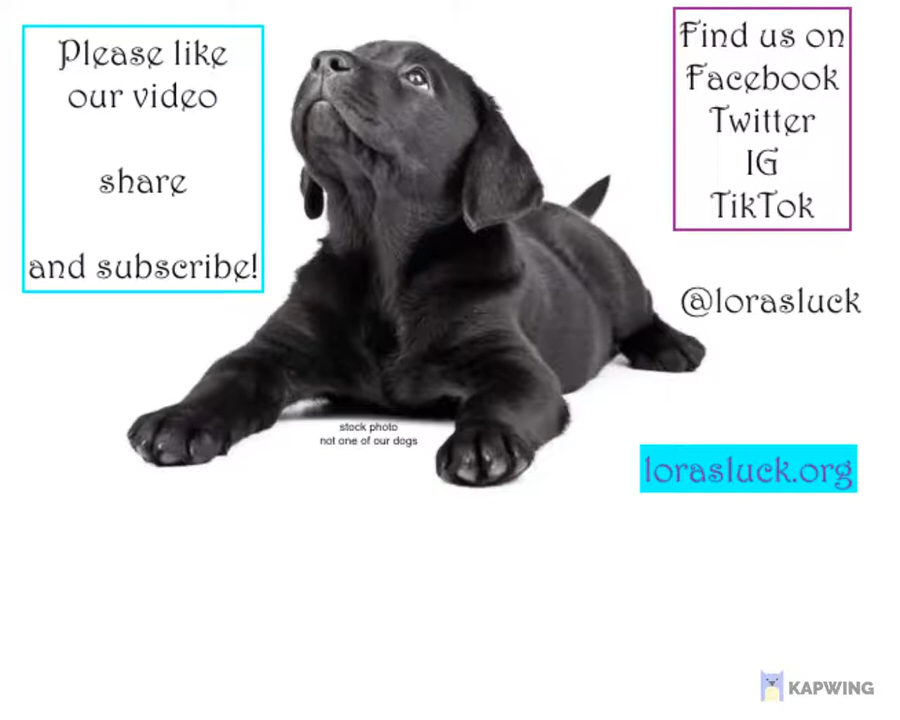 Please like
our video
share
and subscribe!
Find us on
Facebook
Twitter
IG
TikTok
@lorasluck
stock photo
not one of our dogs
lorasluck.org
KAPWING